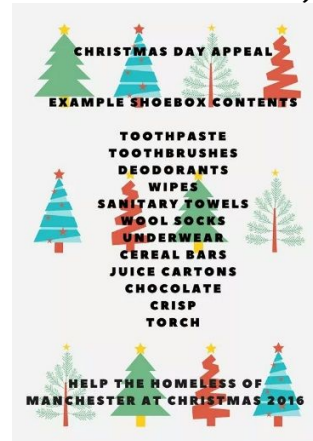 CHRISTMAS DAY APPEAL
EXAMPLE SHOEBOX CONTENTS
TOOTHPASTE
TOOTHBRUSHES
DEODORANTS
WIPES
SANITARY TOWELS
WOOL SOCKS
UNDERWEAR
CEREAL BARS
JUICE CARTONS
CHOCOLATE
CRISP
TORCH
HELP THE HOMELESS OF
MANCHESTER AT CHRISTMAS 2016